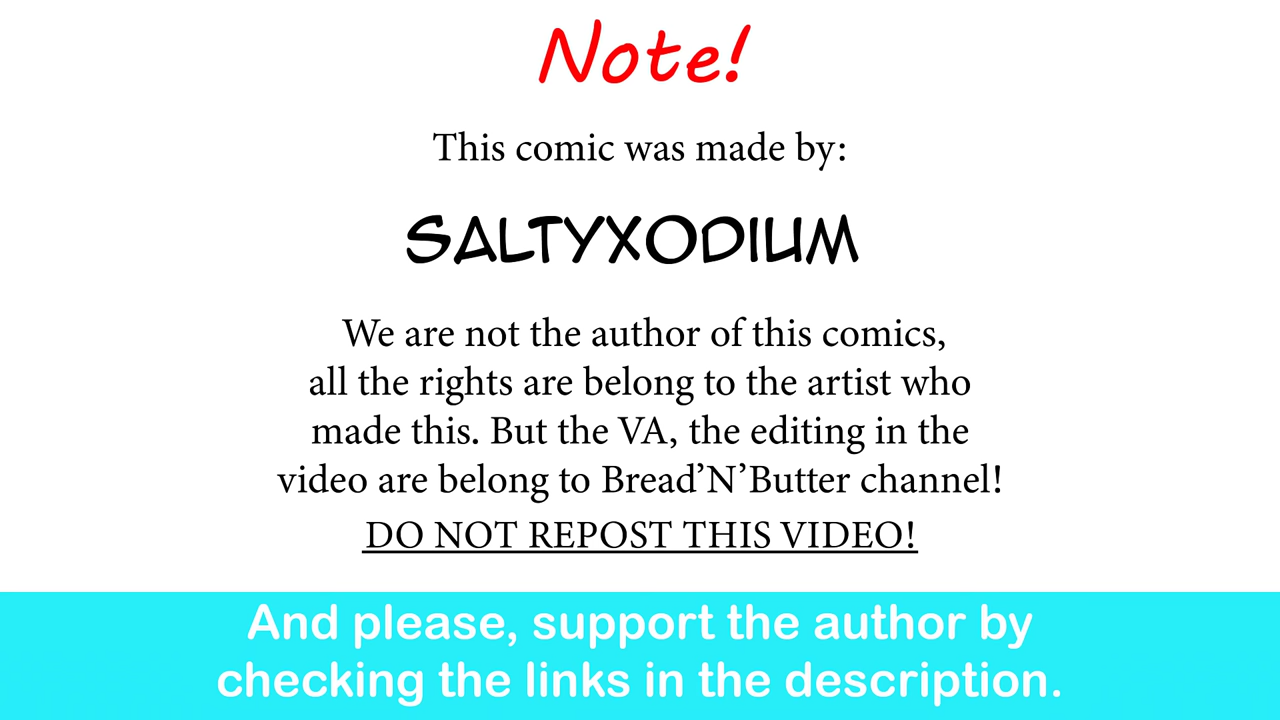 Note!
This comic was made by:
SALTYXODIUM
We are not the author of this comics,
all the rights are belong to the artist who
made this. But the VA, the editing in the
video are belong to Bread’N’Butter channel!
DO NOT REPOST THIS VIDEO!
And please, support the author by
checking the links in the description.